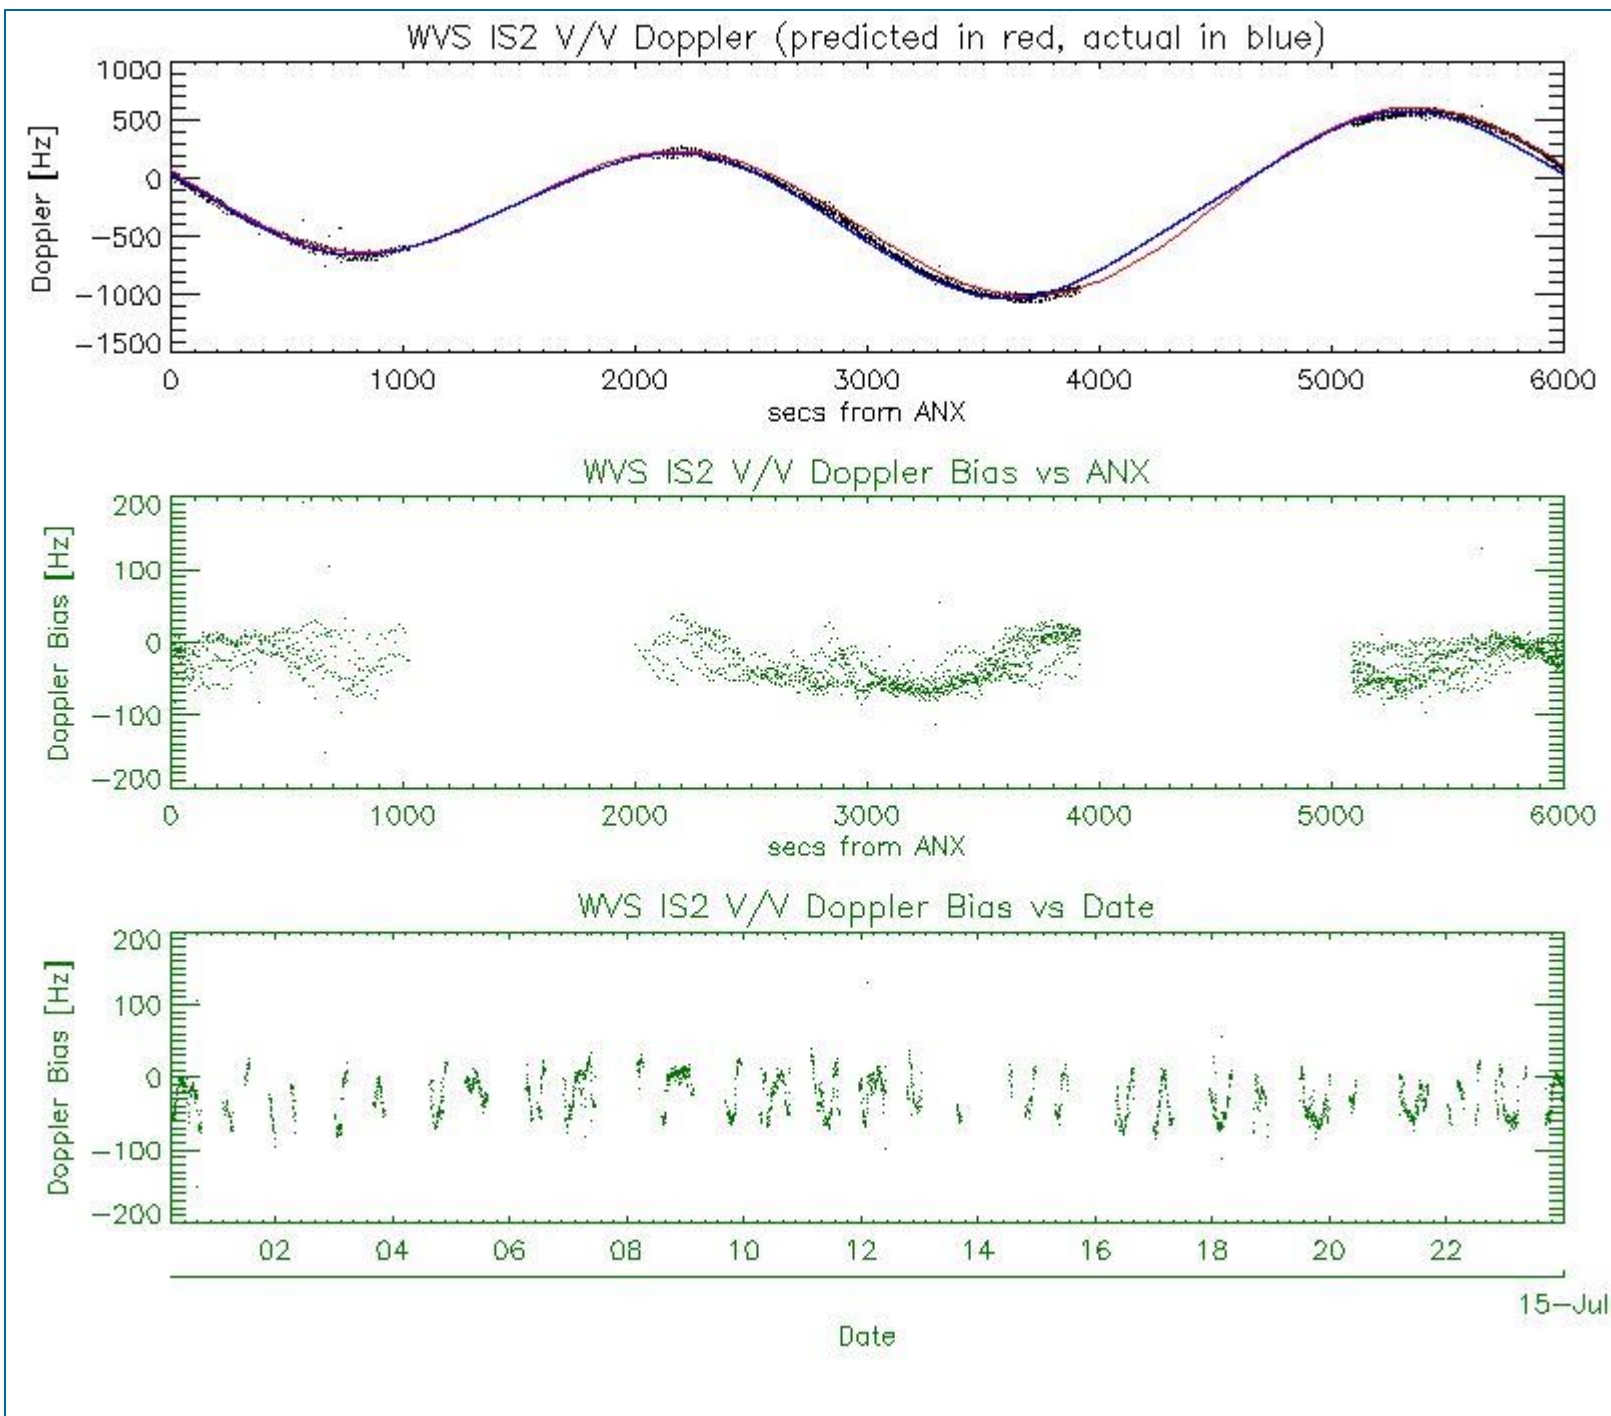 WVS IS2 V/V Doppler (predicted in red, actual in blue)
1000
500
0
−500
−1000
−1500
Doppler [Hz]
0 1000 2000 3000 4000 5000 6000
secs from ANX
WVS IS2 V/V Doppler Bias vs ANX
200
100
0
−100
−200
Doppler Bias [Hz]
0 1000 2000 3000 4000 5000 6000
secs from ANX
WVS IS2 V/V Doppler Bias vs Date
200
100
0
−100
−200
Doppler Bias [Hz]
02 04 06 08 10 12 14 16 18 20 22
15−Jul
Date